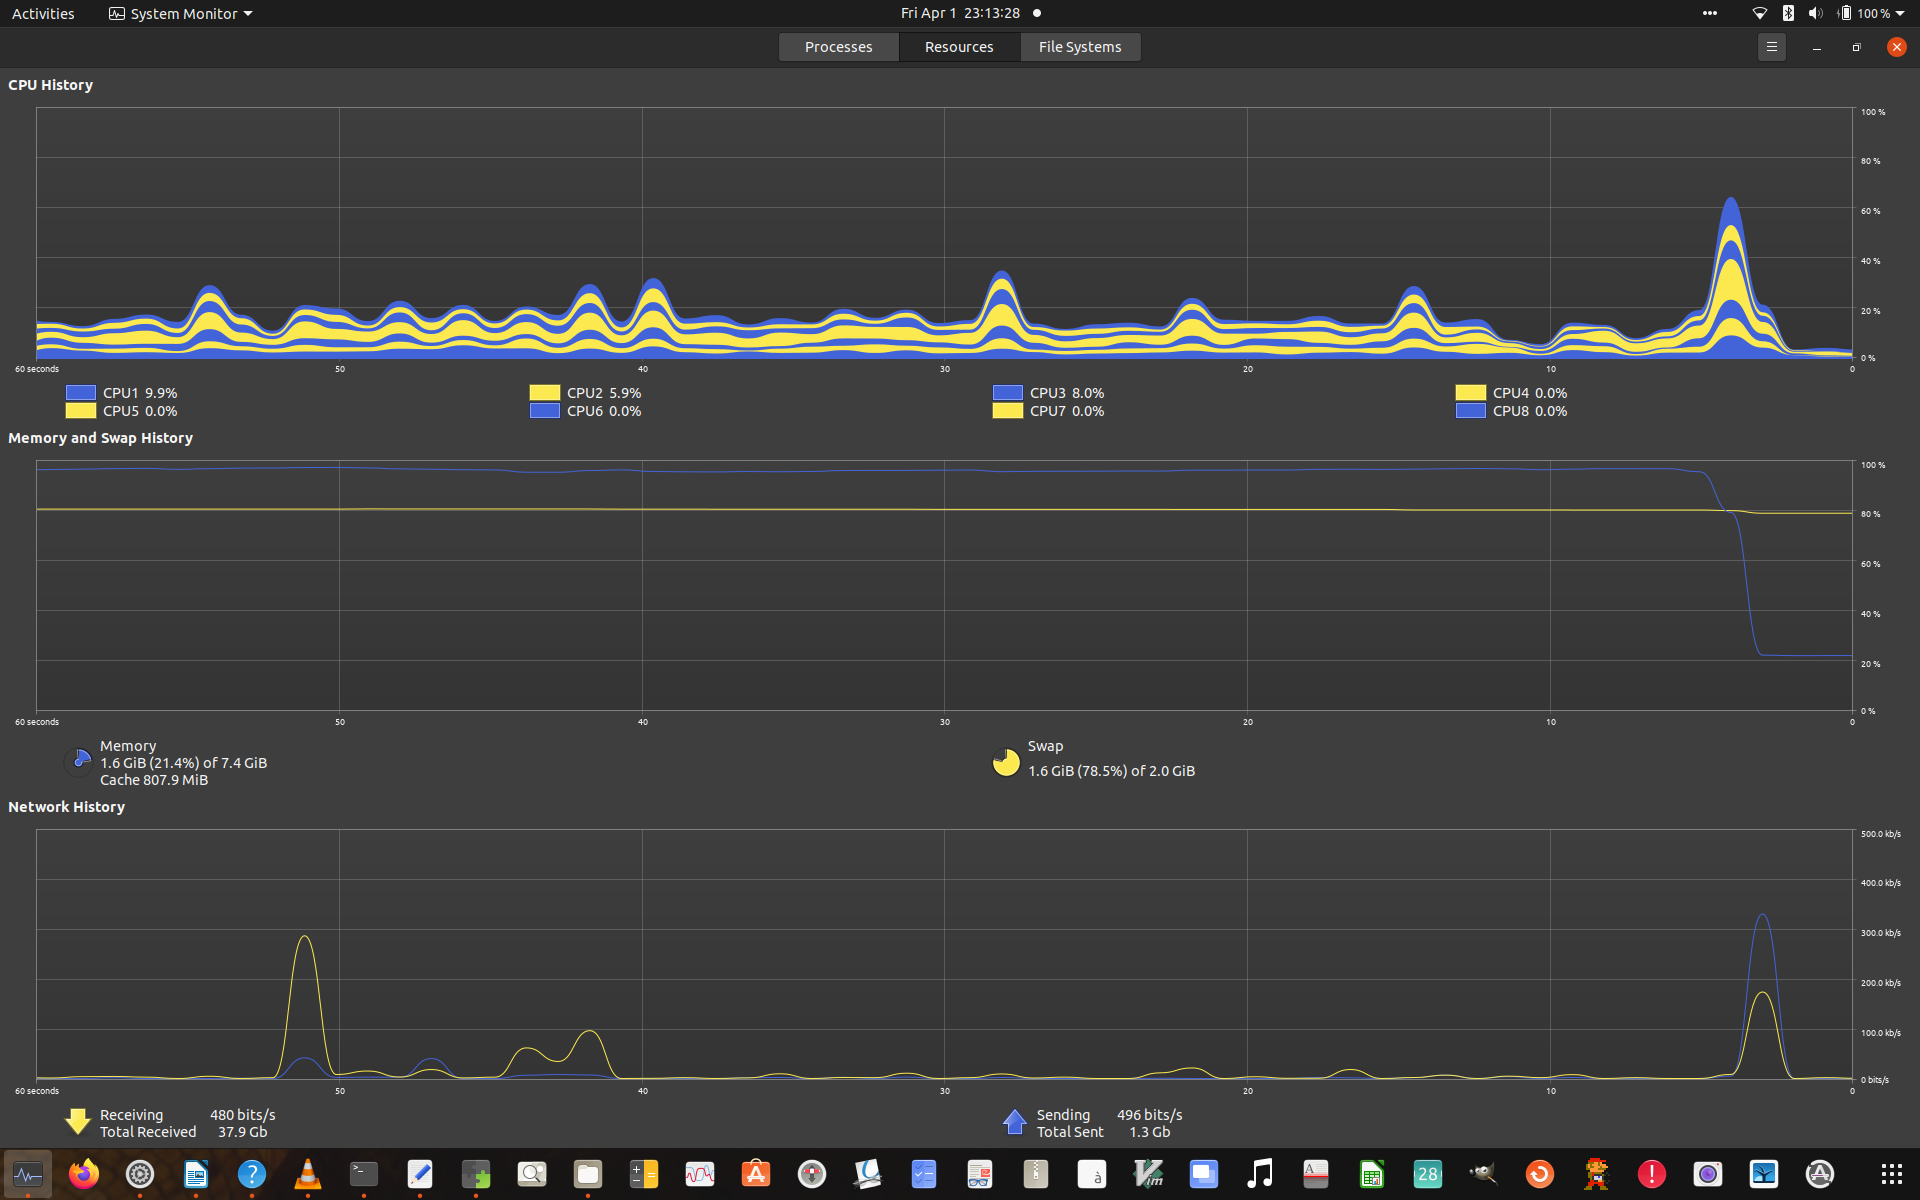 Activities
System Monitor
Fri Apr 1 23:13:28
100 %
Processes
Resources
File Systems
CPU History
100 %
80 %
60 %
40 %
20 %
0 %
60 seconds 50 40 30 20 10 0
CPU1 9.9% CPU2 5.9% CPU3 8.0% CPU4 0.0%
CPU5 0.0% CPU6 0.0% CPU7 0.0% CPU8 0.0%
Memory and Swap History
100 %
80 %
60 %
40 %
20 %
0 %
60 seconds 50 40 30 20 10 0
Memory
1.6 GiB (21.4%) of 7.4 GiB
Cache 807.9 MiB
Swap
1.6 GiB (78.5%) of 2.0 GiB
Network History
500.0 kb/s
400.0 kb/s
300.0 kb/s
200.0 kb/s
100.0 kb/s
0 bits/s
60 seconds 50 40 30 20 10 0
Receiving 480 bits/s
Total Received 37.9 Gb
Sending 496 bits/s
Total Sent 1.3 Gb
?
>_
A
à
Vim
A
28
!
A